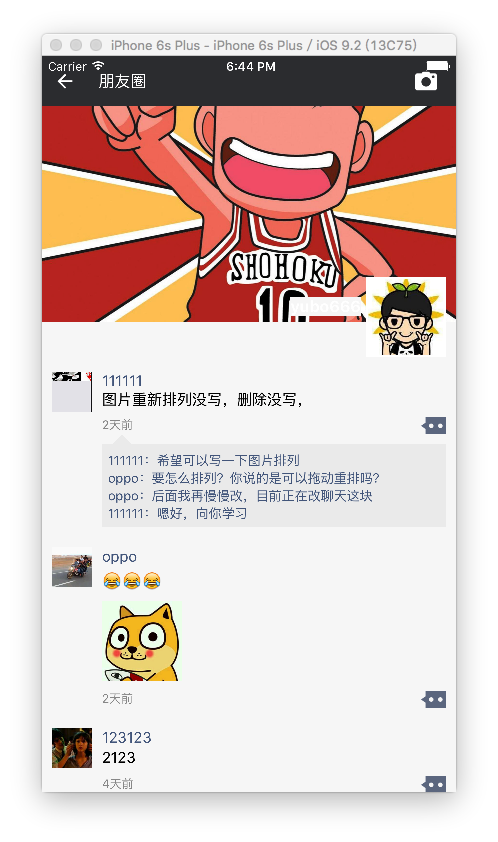 iPhone 6s Plus - iPhone 6s Plus / iOS 9.2 (13C75)
Carrier 6:44 PM
朋友圈
SHOHOKU
10
111111
图片重新排列没写，删除没写，
2天前
111111：希望可以写一下图片排列
oppo：要怎么排列？你说的是可以拖动重排吗？
oppo：后面我再慢慢改，目前正在改聊天这块
111111：嗯好，向你学习
oppo
😂😂😂
2天前
123123
2123
4天前